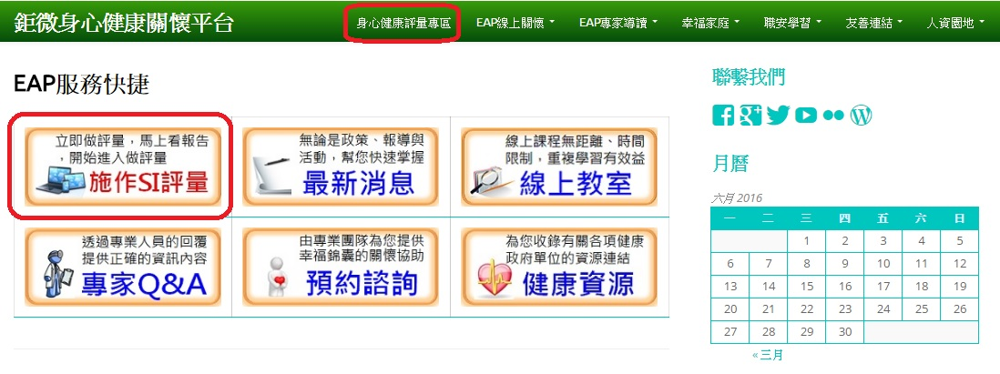 鉅微身心健康關懷平台
身心健康評量專區 EAP線上關懷 EAP專家導讀 幸福家庭 職安學習 友善連結 人資園地
EAP服務快捷
立即做評量，馬上看報告
，開始進入做評量
施作SI評量
無論是政策、報導與
活動，幫您快速掌握
最新消息
線上課程無距離、時間
限制，重複學習有效益
線上教室
透過專業人員的回覆
提供正確的資訊內容
專家Q&A
由專業團隊為您提供
幸福錦囊的關懷協助
預約諮詢
為您收錄有關各項健康
政府單位的資源連結
健康資源
聯繫我們
月曆
六月 2016
一 二 三 四 五 六 日
1 2 3 4 5
6 7 8 9 10 11 12
13 14 15 16 17 18 19
20 21 22 23 24 25 26
27 28 29 30
« 三月